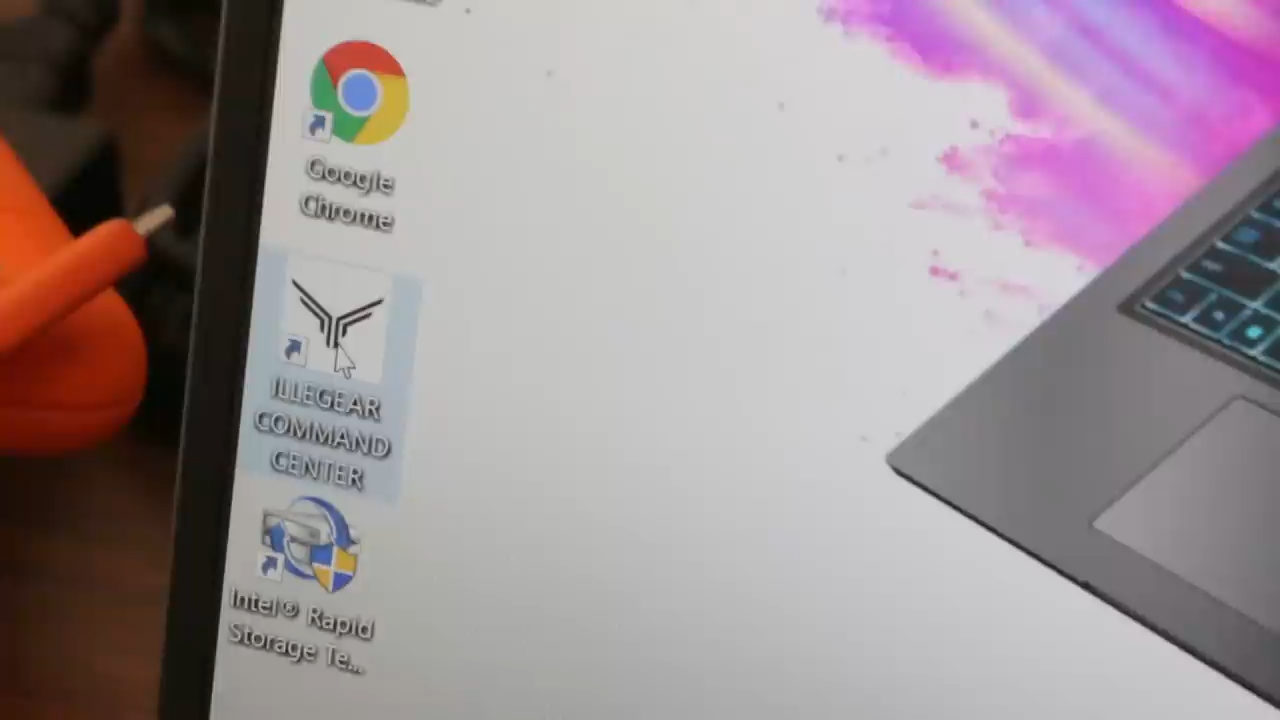 Google
Chrome
ILLEGEAR
COMMAND
CENTER
Intel® Rapid
Storage Te...